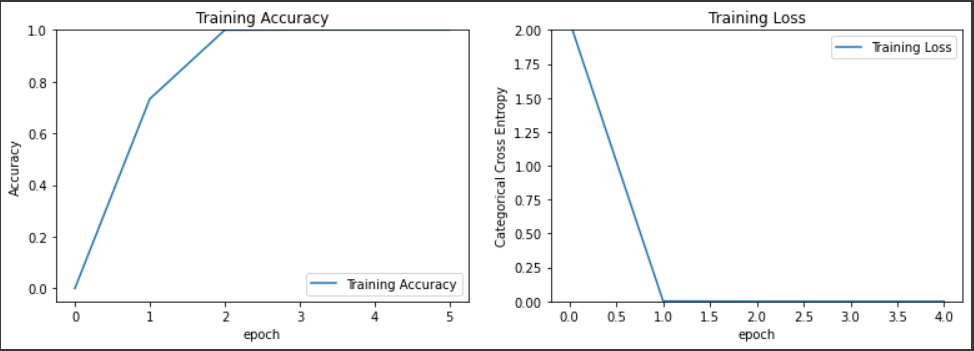 Training Accuracy
1.0
0.8
0.6
0.4
0.2
0.0
Accuracy
Training Accuracy
0 1 2 3 4 5
epoch
Training Loss
2.00
1.75
1.50
1.25
1.00
0.75
0.50
0.25
0.00
Categorical Cross Entropy
Training Loss
0.0 0.5 1.0 1.5 2.0 2.5 3.0 3.5 4.0
epoch